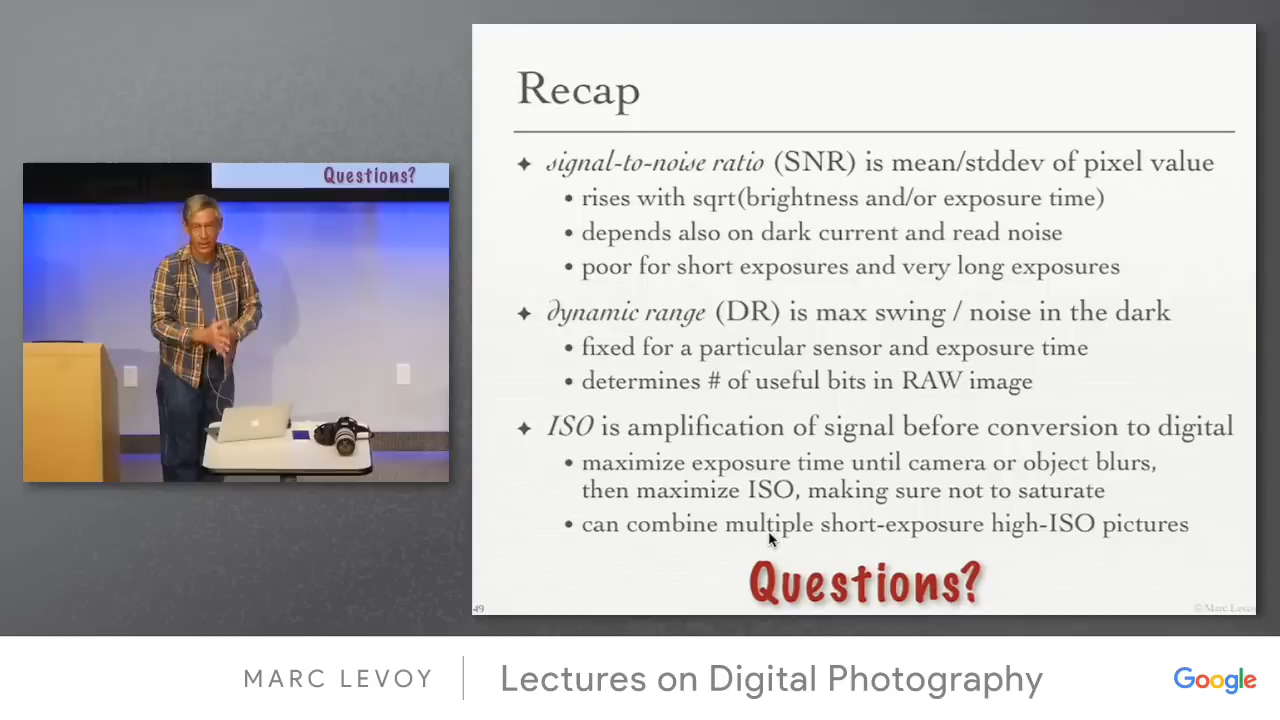 Questions?
Recap
✦ signal-to-noise ratio (SNR) is mean/stddev of pixel value
• rises with sqrt(brightness and/or exposure time)
• depends also on dark current and read noise
• poor for short exposures and very long exposures
✦ dynamic range (DR) is max swing / noise in the dark
• fixed for a particular sensor and exposure time
• determines # of useful bits in RAW image
✦ ISO is amplification of signal before conversion to digital
• maximize exposure time until camera or object blurs,
then maximize ISO, making sure not to saturate
• can combine multiple short-exposure high-ISO pictures
Questions?
49
© Marc Levoy
MARC LEVOY
Lectures on Digital Photography
Google